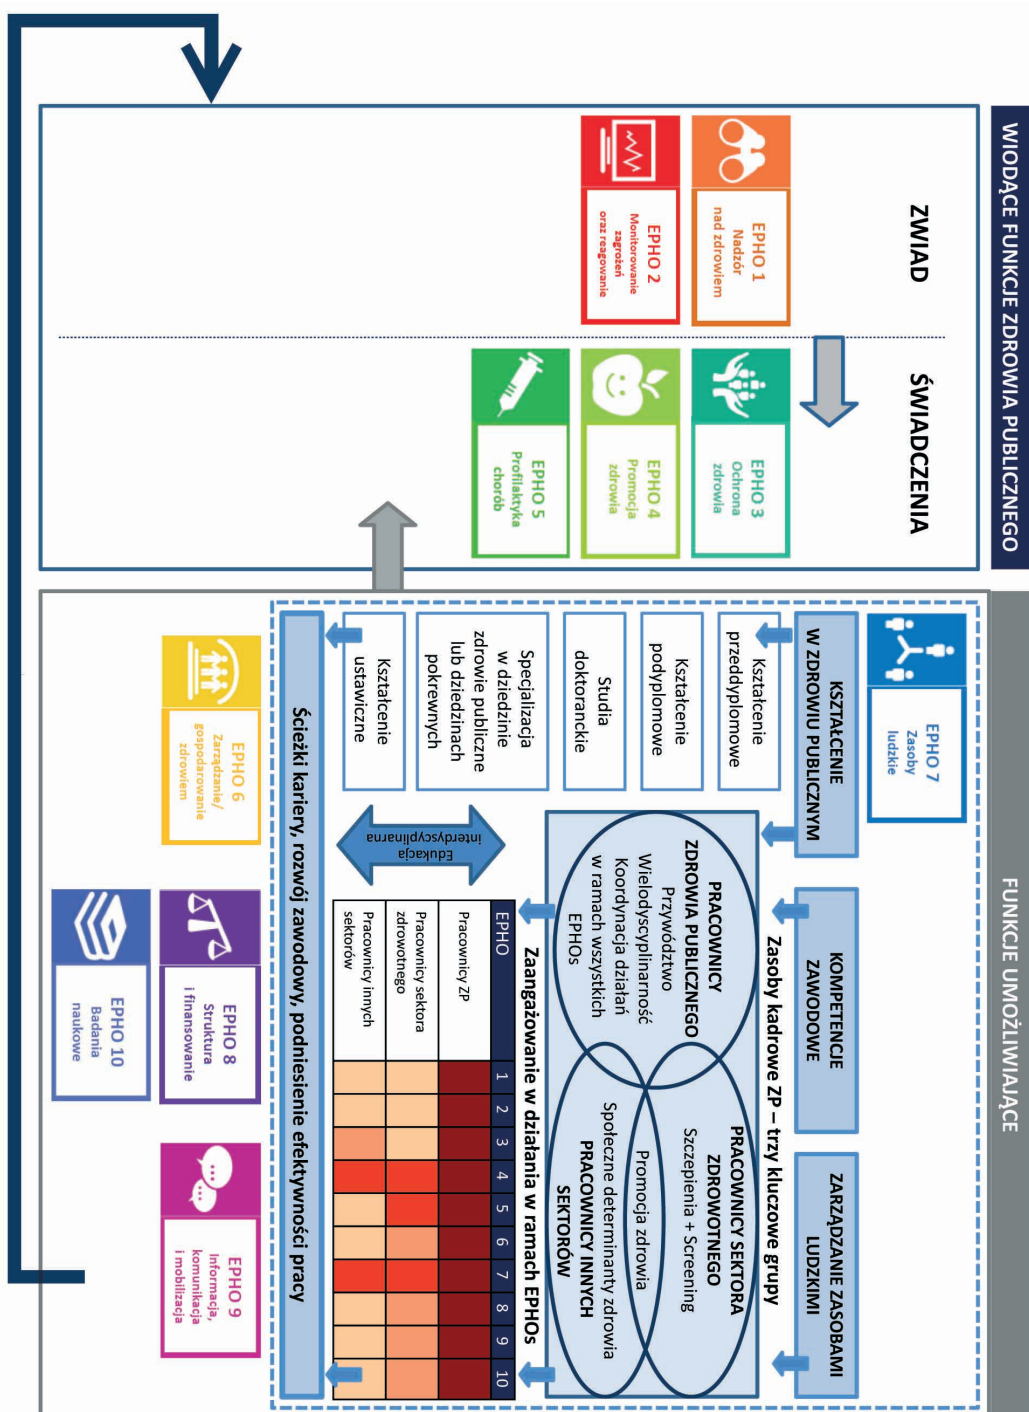 WIODĄCE FUNKCJE ZDROWIA PUBLICZNEGO
ZWIAD
ŚWIADCZENIA
EPHO 1
Nadzór
nad zdrowiem
EPHO 2
Monitorowanie
zagrożeń
oraz reagowanie
EPHO 3
Ochrona
zdrowia
EPHO 4
Promocja
zdrowia
EPHO 5
Profilaktyka
chorób
FUNKCJE UMOŻLIWIAJĄCE
EPHO 7
Zasoby
ludzkie
KSZTAŁCENIE
W ZDROWIU PUBLICZNYM
KOMPETENCJE
ZAWODOWE
ZARZĄDZANIE ZASOBAMI
LUDZKIMI
Kształcenie
przeddyplomowe
Kształcenie
podyplomowe
Studia
doktoranckie
Specjalizacja
w dziedzinie
zdrowie publiczne
lub dziedzinach
pokrewnych
Kształcenie
ustawiczne
Zasoby kadrowe ZP – trzy kluczowe grupy
PRACOWNICY
ZDROWIA PUBLICZNEGO
Przywództwo
Wielodyscyplinarność
Koordynacja działań
w ramach wszystkich
EPHOs
PRACOWNICY SEKTORA
ZDROWOTNEGO
Szczepienia + Screening
Promocja zdrowia
Społeczne determinanty zdrowia
PRACOWNICY INNYCH
SEKTORÓW
Edukacja
interdyscyplinarna
Zaangażowanie w działania w ramach EPHOs
EPHO 1 2 3 4 5 6 7 8 9 10
Pracownicy ZP
Pracownicy sektora
zdrowotnego
Pracownicy innych
sektorów
Ścieżki kariery, rozwój zawodowy, podniesienie efektywności pracy
EPHO 6
Zarządzanie/
gospodarowanie
zdrowiem
EPHO 8
Struktura
i finansowanie
EPHO 9
Informacja,
komunikacja
i mobilizacja
EPHO 10
Badania
naukowe